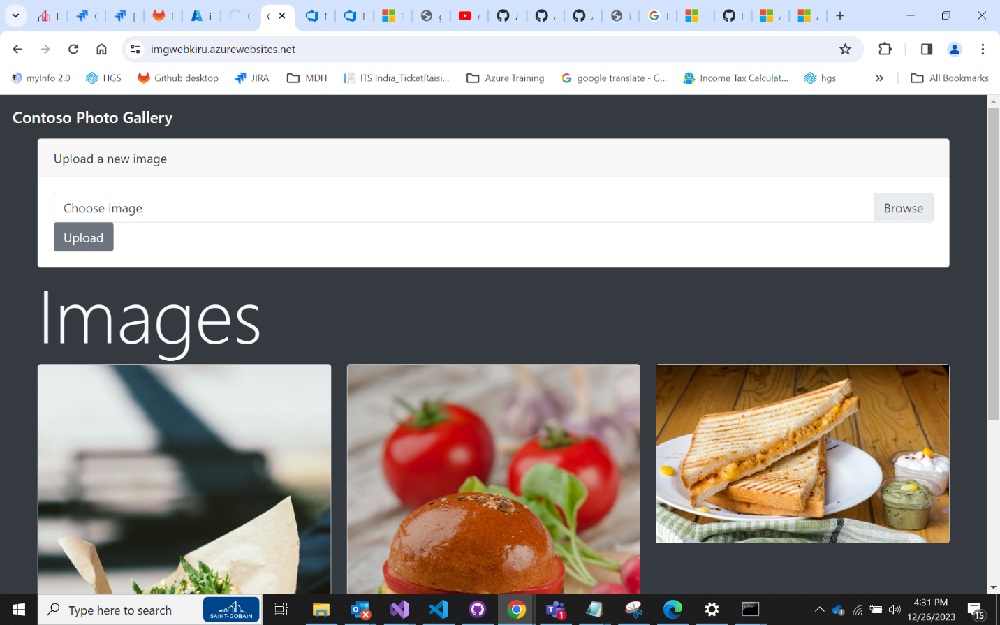 imgwebkiru.azurewebsites.net
myInfo 2.0
HGS
Github desktop
JIRA
MDH
ITS India_TicketRaisi...
Azure Training
google translate - G...
Income Tax Calculat...
hgs
»
All Bookmarks
Contoso Photo Gallery
Upload a new image
Choose image
Browse
Upload
Images
Type here to search
SAINT-GOBAIN
1
4:31 PM
12/26/2023
15